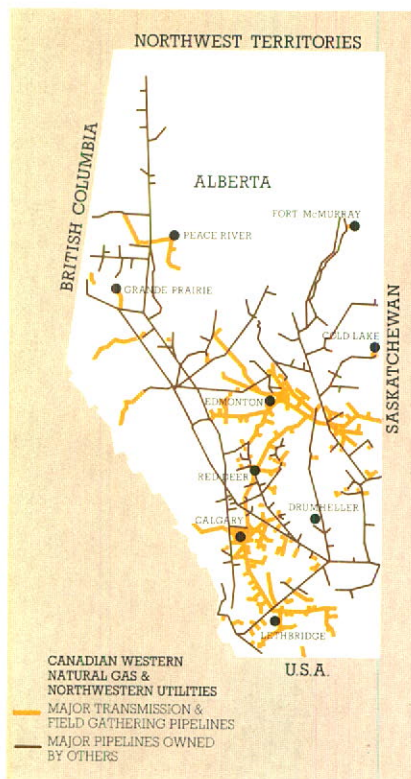 NORTHWEST TERRITORIES
BRITISH COLUMBIA
ALBERTA
FORT McMURRAY
PEACE RIVER
GRANDE PRAIRIE
COLD LAKE
SASKATCHEWAN
EDMONTON
RED DEER
DRUMHELLER
CALGARY
LETHBRIDGE
U.S.A.
CANADIAN WESTERN
NATURAL GAS &
NORTHWESTERN UTILITIES
MAJOR TRANSMISSION &
FIELD GATHERING PIPELINES
MAJOR PIPELINES OWNED
BY OTHERS